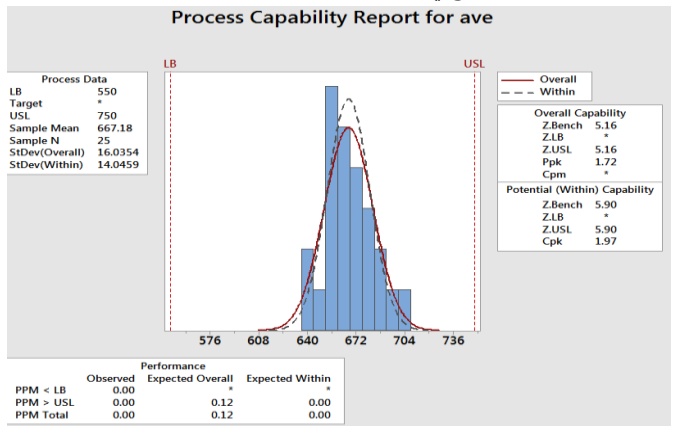 Process Capability Report for ave
LB USL
Process Data
LB 550
Target *
USL 750
Sample Mean 667.18
Sample N 25
StDev(Overall) 16.0354
StDev(Within) 14.0459
Overall
Within
Overall Capability
Z.Bench 5.16
Z.LB *
Z.USL 5.16
Ppk 1.72
Cpm *
Potential (Within) Capability
Z.Bench 5.90
Z.LB *
Z.USL 5.90
Cpk 1.97
576 608 640 672 704 736
Performance
Observed Expected Overall Expected Within
PPM < LB 0.00 * *
PPM > USL 0.00 0.12 0.00
PPM Total 0.00 0.12 0.00